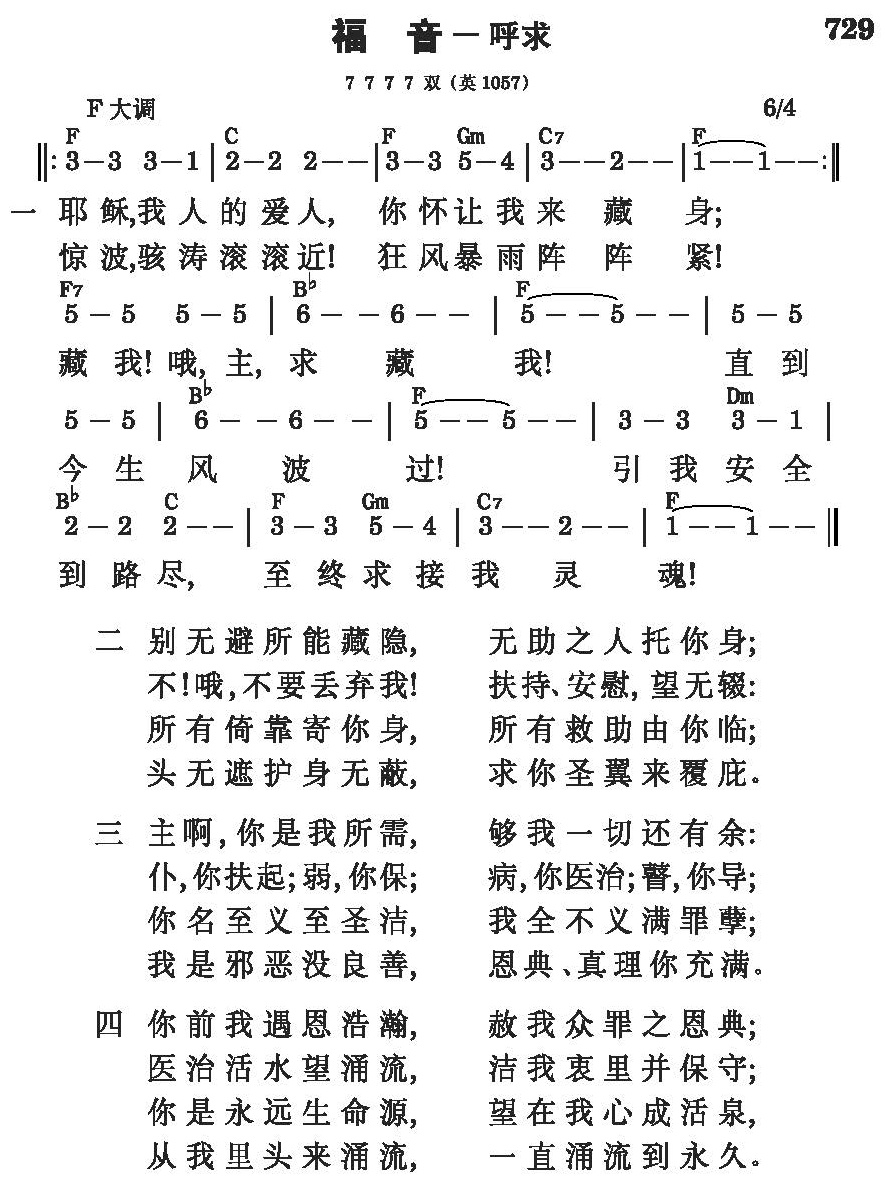 福 音－呼求 729
7 7 7 7 双（英1057）
F大调 6/4
F C F Gm C7 F
‖: 3－3 3－1 | 2－2 2－－ | 3－3 5－4 | 3－－2－－ | 1－－1－－ :‖
一 耶稣,我人的爱人, 你怀让我来藏身;
惊波,骇涛滚滚近! 狂风暴雨阵阵紧!
F7 B♭ F
5－5 5－5 | 6－－6－－ | 5－－5－－ | 5－5
藏我!哦,主,求藏我! 直到
B♭ F Dm
5－5 | 6－－6－－ | 5－－5－－ | 3－3 3－1 |
今生风波过! 引我安全
B♭ C F Gm C7 F
2－2 2－－ | 3－3 5－4 | 3－－2－－ | 1－－1－－ ‖
到路尽, 至终求接我灵魂!
二 别无避所能藏隐, 无助之人托你身;
不!哦,不要丢弃我! 扶持、安慰,望无辍:
所有倚靠寄你身, 所有救助由你临;
头无遮护身无蔽, 求你圣翼来覆庇。
三 主啊,你是我所需, 够我一切还有余:
仆,你扶起;弱,你保; 病,你医治;瞽,你导;
你名至义至圣洁, 我全不义满罪孽;
我是邪恶没良善, 恩典、真理你充满。
四 你前我遇恩浩瀚, 赦我众罪之恩典;
医治活水望涌流, 洁我衷里并保守;
你是永远生命源, 望在我心成活泉,
从我里头来涌流, 一直涌流到永久。